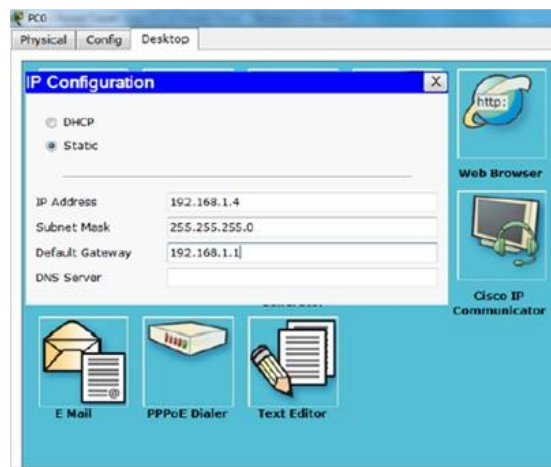 PC0
Physical Config Desktop
IP Configuration X
DHCP
Static
IP Address 192.168.1.4
Subnet Mask 255.255.255.0
Default Gateway 192.168.1.1
DNS Server
http:
Web Browser
Cisco IP
Communicator
E Mail
PPPoE Dialer
Text Editor